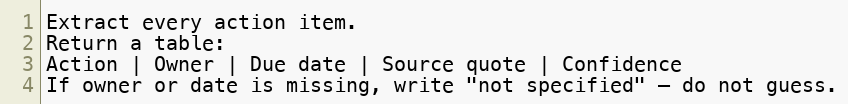 1 Extract every action item.
2 Return a table:
3 Action | Owner | Due date | Source quote | Confidence
4 If owner or date is missing, write "not specified" — do not guess.